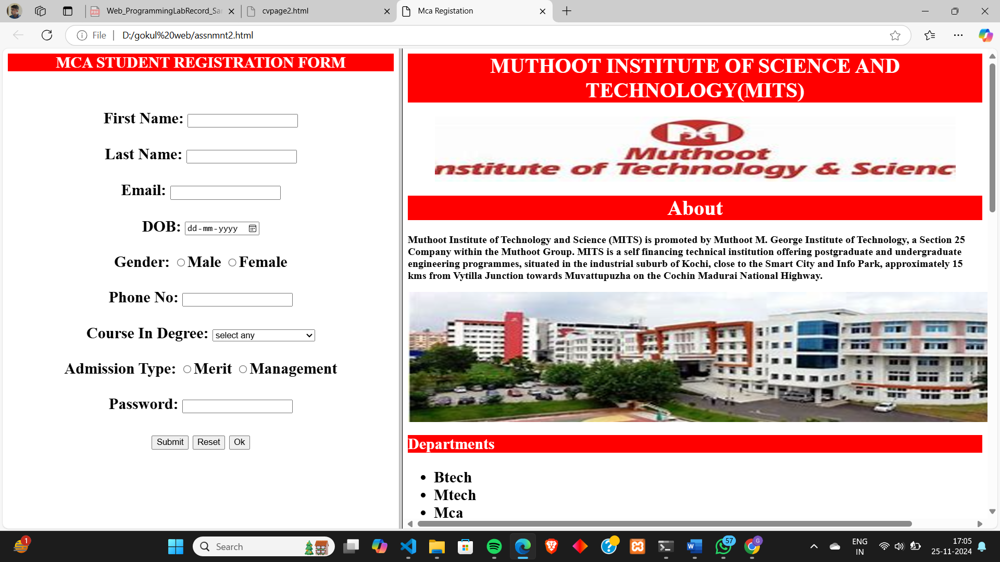 Web_ProgrammingLabRecord_Sar
cvpage2.html
Mca Registation
File
D:/gokul%20web/assnmnt2.html
MCA STUDENT REGISTRATION FORM
First Name:
Last Name:
Email:
DOB: dd-mm-yyyy
Gender: Male Female
Phone No:
Course In Degree: select any
Admission Type: Merit Management
Password:
Submit Reset Ok
MUTHOOT INSTITUTE OF SCIENCE AND
TECHNOLOGY(MITS)
Muthoot
nstitute of Technology & Scienc
About
Muthoot Institute of Technology and Science (MITS) is promoted by Muthoot M. George Institute of Technology, a Section 25
Company within the Muthoot Group. MITS is a self financing technical institution offering postgraduate and undergraduate
engineering programmes, situated in the industrial suburb of Kochi, close to the Smart City and Info Park, approximately 15
kms from Vytilla Junction towards Muvattupuzha on the Cochin Madurai National Highway.
Departments
• Btech
• Mtech
• Mca
1
Search
57
G
ENG
IN
17:05
25-11-2024